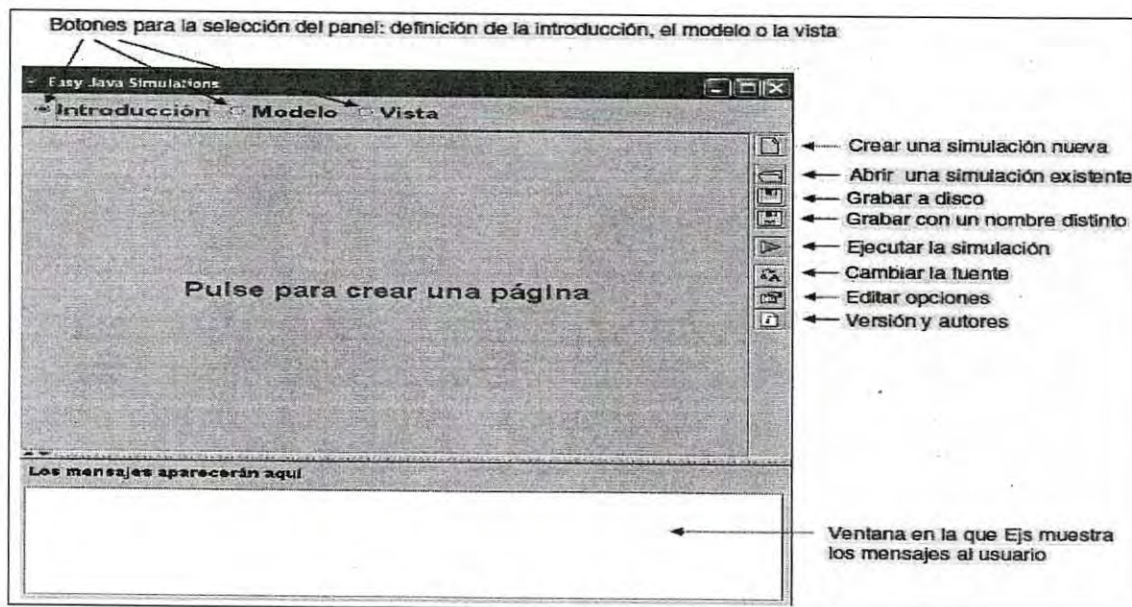 Botones para la selección del panel: definición de la introducción, el modelo o la vista
Easy Java Simulations
Introducción Modelo Vista
Crear una simulación nueva
Abrir una simulación existente
Grabar a disco
Grabar con un nombre distinto
Ejecutar la simulación
Cambiar la fuente
Editar opciones
Versión y autores
Pulse para crear una página
Los mensajes aparecerán aquí
Ventana en la que Ejs muestra
los mensajes al usuario